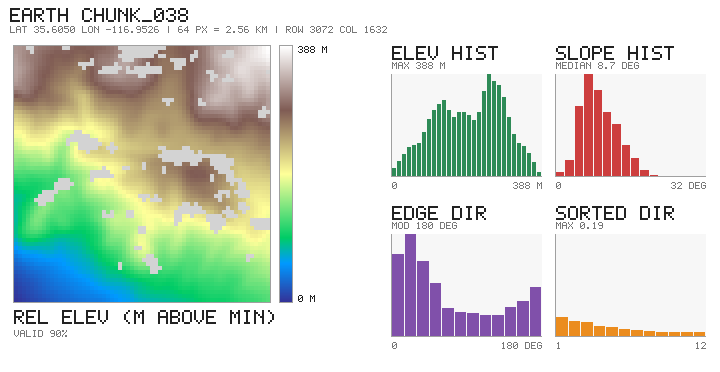 EARTH CHUNK_038
LAT 35.6050 LON -116.9526 | 64 PX = 2.56 KM | ROW 3072 COL 1632
388 M
0 M
REL ELEV (M ABOVE MIN)
VALID 90%
ELEV HIST
MAX 388 M
0 388 M
SLOPE HIST
MEDIAN 8.7 DEG
0 32 DEG
EDGE DIR
MOD 180 DEG
0 180 DEG
SORTED DIR
MAX 0.19
1 12